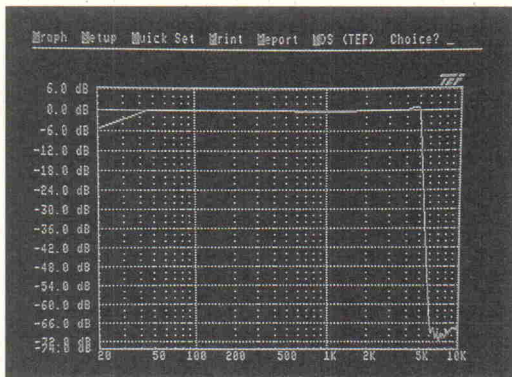 Graph Setup Quick Set Print Report MDS (TEF) Choice? _
TEF
6.0 dB
0.0 dB
-6.0 dB
-12.0 dB
-18.0 dB
-24.0 dB
-30.0 dB
-36.0 dB
-42.0 dB
-48.0 dB
-54.0 dB
-60.0 dB
-66.0 dB
20 50 100 200 500 1K 2K 5K 10K